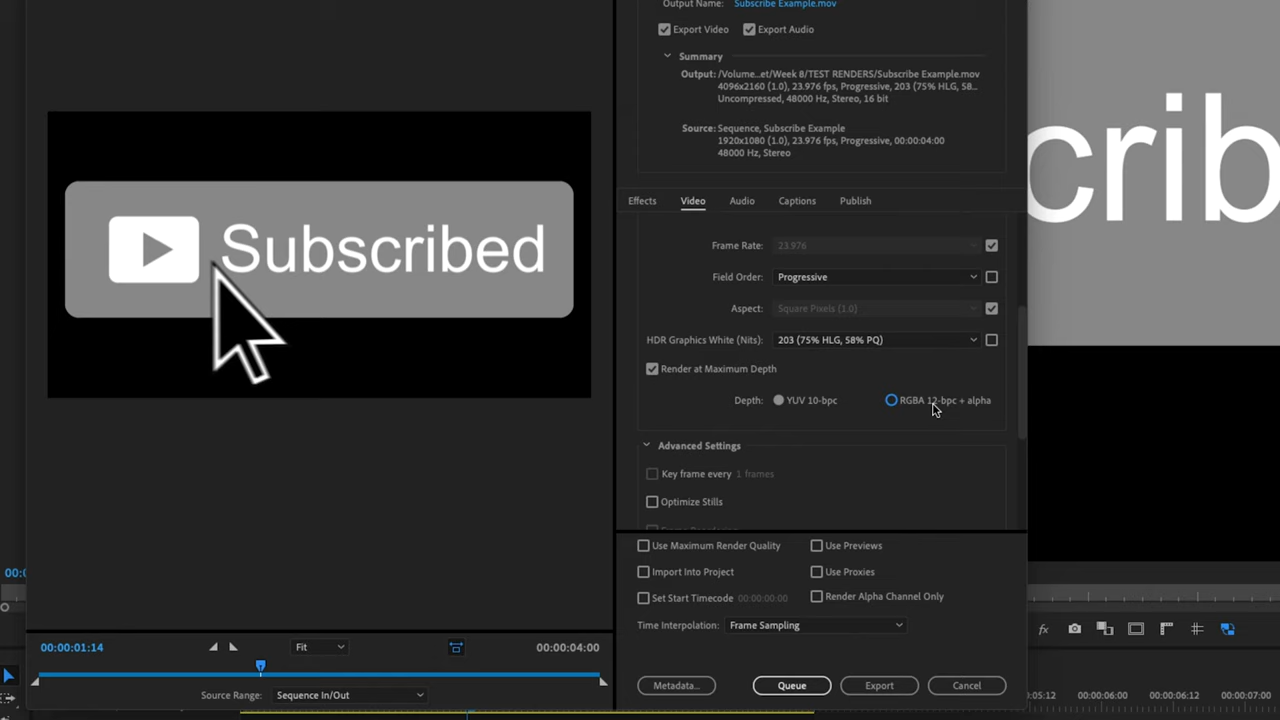 Output Name: Subscribe Example.mov
Export Video Export Audio
Summary
Output: /Volume...et/Week 8/TEST RENDERS/Subscribe Example.mov
4096x2160 (1.0), 23.976 fps, Progressive, 203 (75% HLG, 58...
Uncompressed, 48000 Hz, Stereo, 16 bit
Source: Sequence, Subscribe Example
1920x1080 (1.0), 23.976 fps, Progressive, 00:00:04:00
48000 Hz, Stereo
Subscribed
crib
Effects Video Audio Captions Publish
Frame Rate: 23.976
Field Order: Progressive
Aspect: Square Pixels (1.0)
HDR Graphics White (Nits): 203 (75% HLG, 58% PQ)
Render at Maximum Depth
Depth: YUV 10-bpc RGBA 12-bpc + alpha
Advanced Settings
Key frame every 1 frames
Optimize Stills
Use Maximum Render Quality Use Previews
Import Into Project Use Proxies
Set Start Timecode 00:00:00:00 Render Alpha Channel Only
Time Interpolation: Frame Sampling
00:0
00:00:01:14 Fit 00:00:04:00
Source Range: Sequence In/Out
Metadata... Queue Export Cancel
fx
05:12 00:00:06:00 00:00:06:12 00:00:07:00